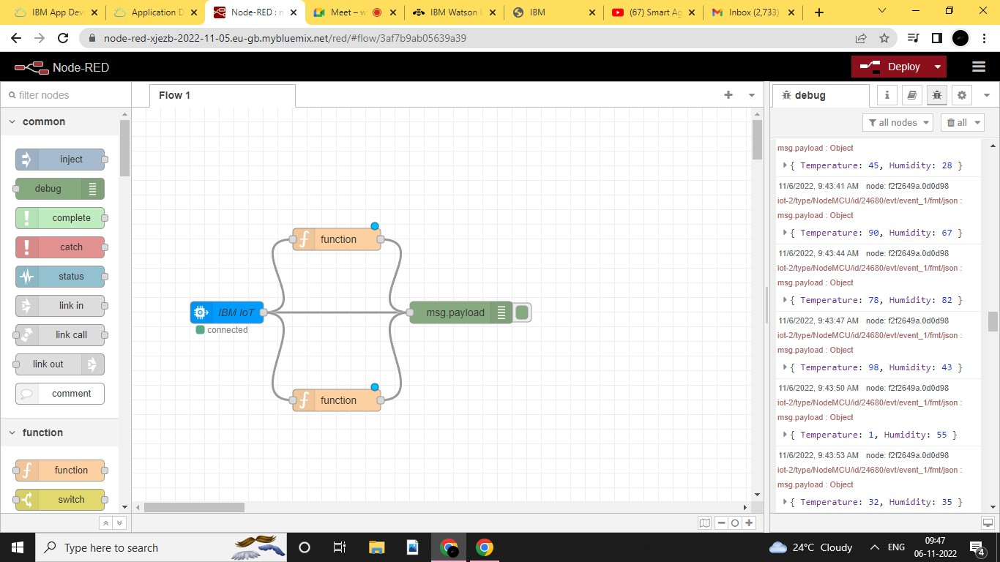 IBM App Dev
Application D
Node-RED : n
Meet – w
IBM Watson
IBM
(67) Smart Ag
Inbox (2,733)
node-red-xjezb-2022-11-05.eu-gb.mybluemix.net/red/#flow/3af7b9ab05639a39
Node-RED
Deploy
filter nodes
Flow 1
debug
common
all nodes
all
inject
debug
complete
catch
status
link in
link call
link out
comment
function
function
switch
function
IBM IoT
connected
msg.payload
function
msg.payload : Object
{ Temperature: 45, Humidity: 28 }
11/6/2022, 9:43:41 AM node: f2f2649a.0d0d98
iot-2/type/NodeMCU/id/24680/evt/event_1/fmt/json :
msg.payload : Object
{ Temperature: 90, Humidity: 67 }
11/6/2022, 9:43:44 AM node: f2f2649a.0d0d98
iot-2/type/NodeMCU/id/24680/evt/event_1/fmt/json :
msg.payload : Object
{ Temperature: 78, Humidity: 82 }
11/6/2022, 9:43:47 AM node: f2f2649a.0d0d98
iot-2/type/NodeMCU/id/24680/evt/event_1/fmt/json :
msg.payload : Object
{ Temperature: 98, Humidity: 43 }
11/6/2022, 9:43:50 AM node: f2f2649a.0d0d98
iot-2/type/NodeMCU/id/24680/evt/event_1/fmt/json :
msg.payload : Object
{ Temperature: 1, Humidity: 55 }
11/6/2022, 9:43:53 AM node: f2f2649a.0d0d98
iot-2/type/NodeMCU/id/24680/evt/event_1/fmt/json :
msg.payload : Object
{ Temperature: 32, Humidity: 35 }
Type here to search
24°C Cloudy
ENG
09:47
06-11-2022
4